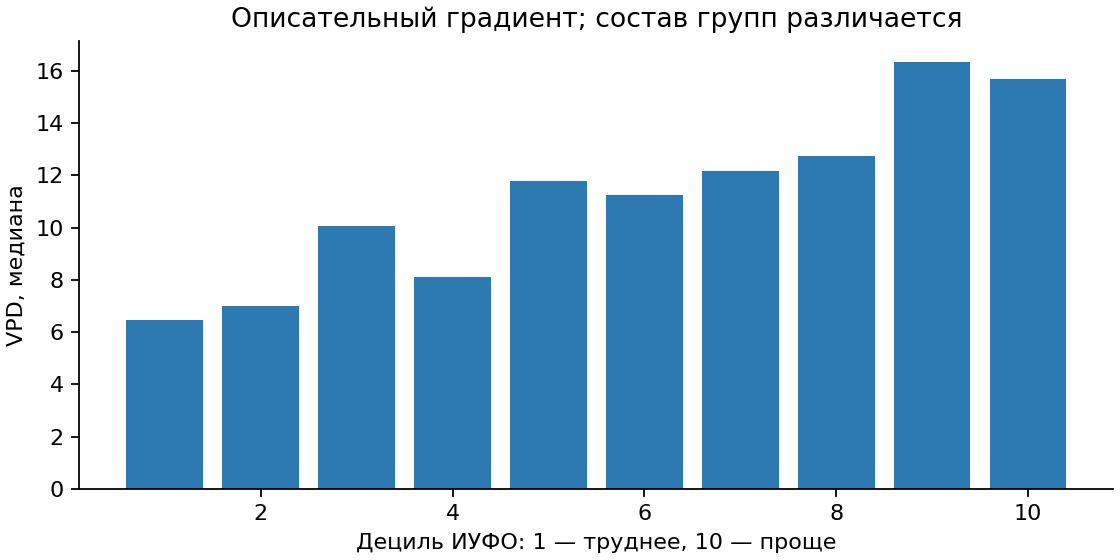 Описательный градиент; состав групп различается
VPD, медиана
16
14
12
10
8
6
4
2
0
2 4 6 8 10
Дециль ИУФО: 1 — труднее, 10 — проще